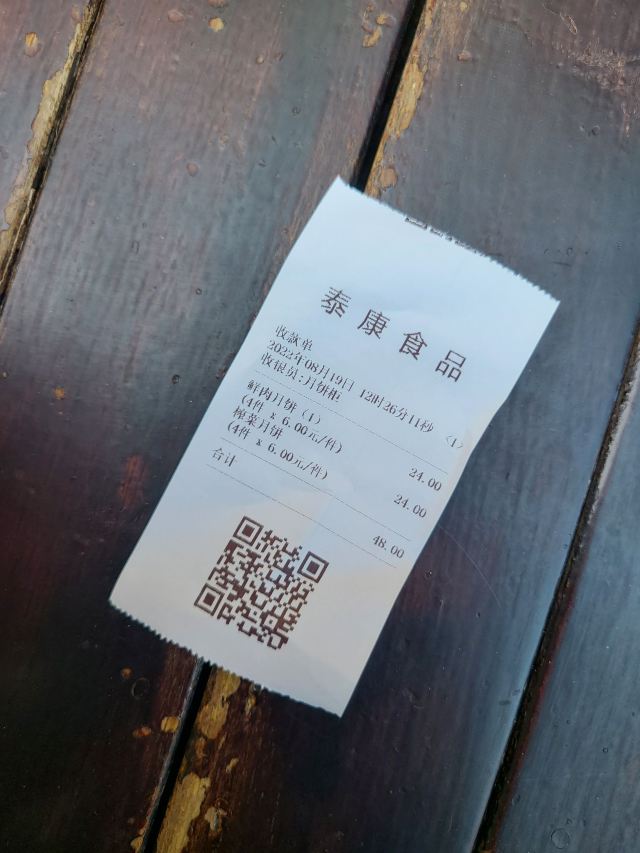 泰康食品
收款单
2022年08月19日 12时26分11秒 (1)
收银员:月饼柜
鲜肉月饼(1)
(4件 x 6.00元/件) 24.00
榨菜月饼
(4件 x 6.00元/件) 24.00
合计 48.00